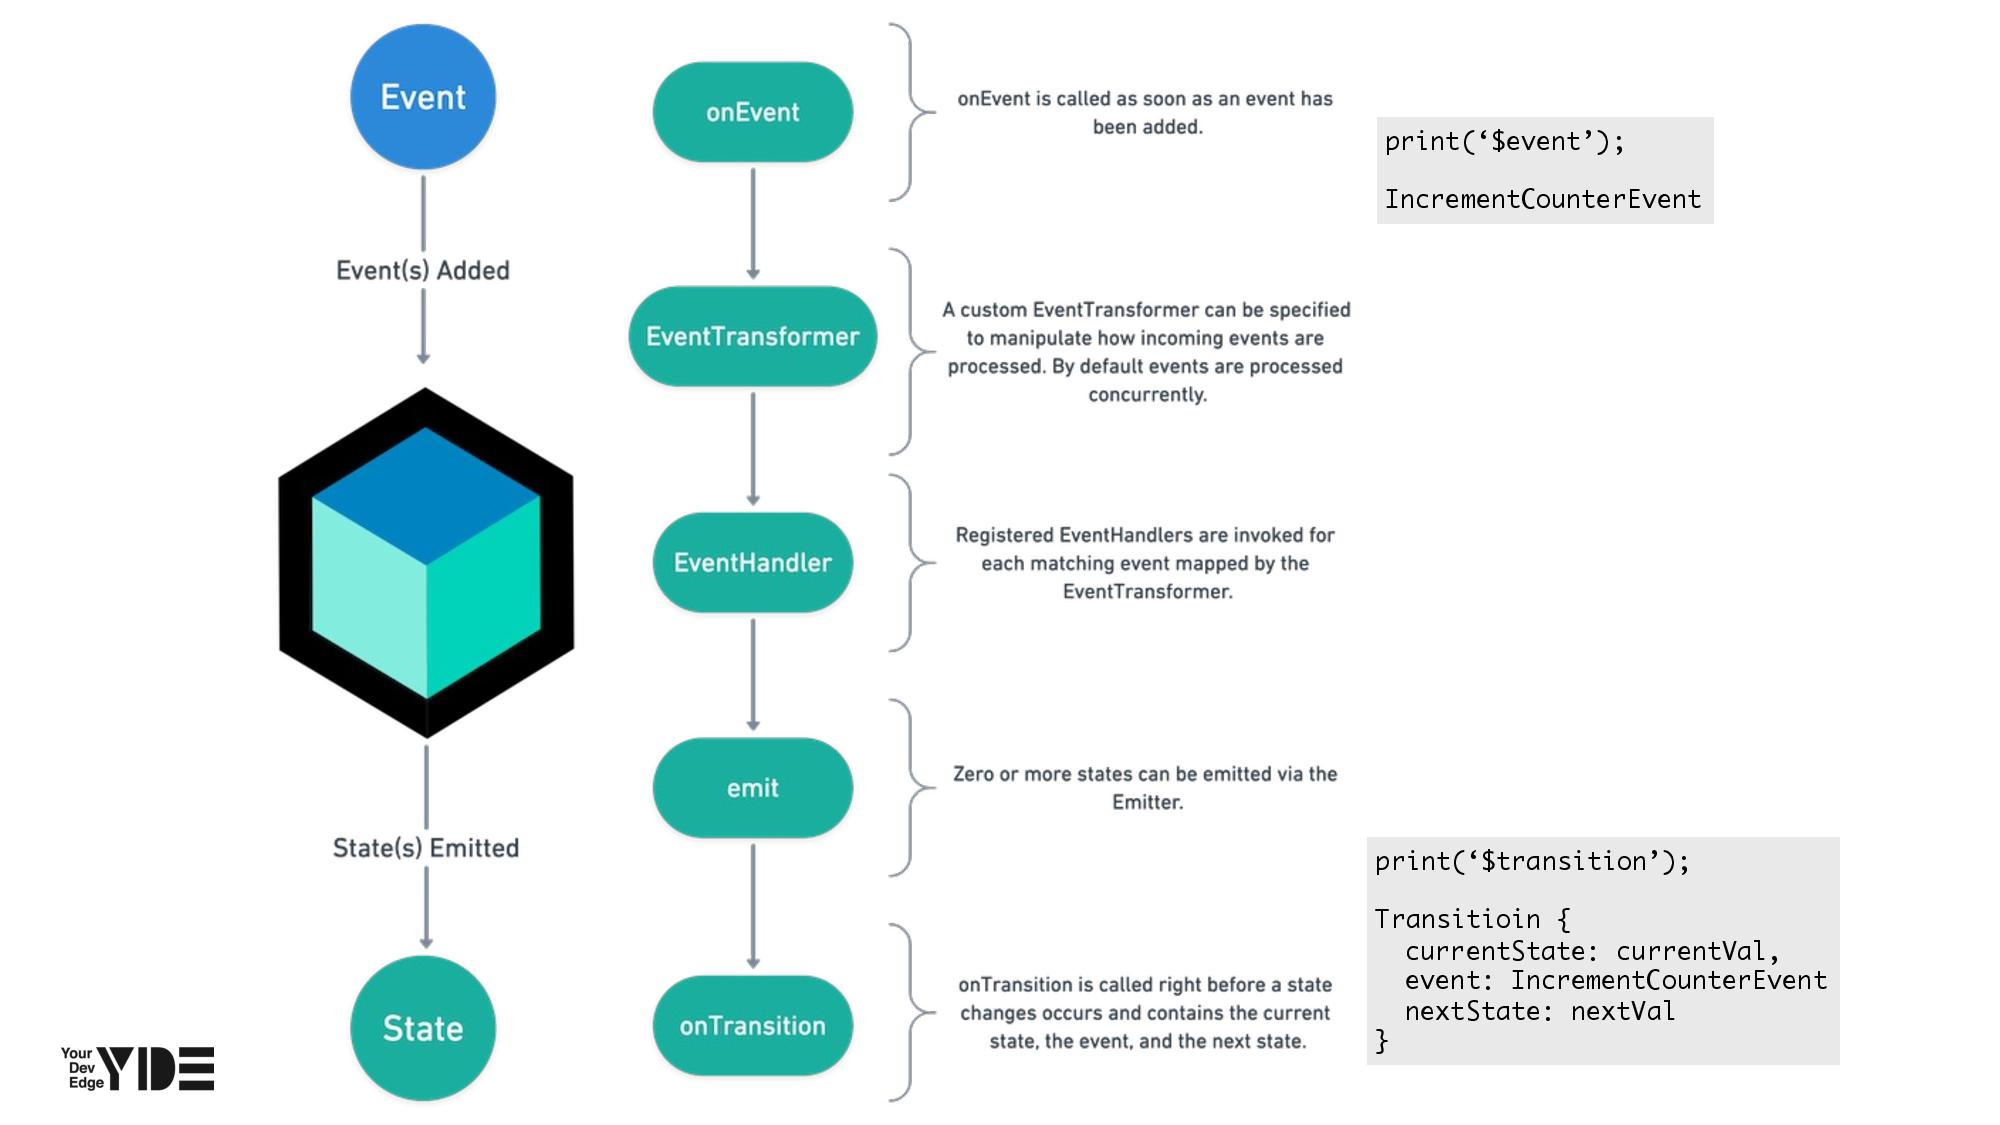 Event
Event(s) Added
State(s) Emitted
State
onEvent
EventTransformer
EventHandler
emit
onTransition
onEvent is called as soon as an event has
been added.
A custom EventTransformer can be specified
to manipulate how incoming events are
processed. By default events are processed
concurrently.
Registered EventHandlers are invoked for
each matching event mapped by the
EventTransformer.
Zero or more states can be emitted via the
Emitter.
onTransition is called right before a state
changes occurs and contains the current
state, the event, and the next state.
print(‘$event’);
IncrementCounterEvent
print(‘$transition’);
Transitioin {
currentState: currentVal,
event: IncrementCounterEvent
nextState: nextVal
}
Your
Dev
Edge
YDE